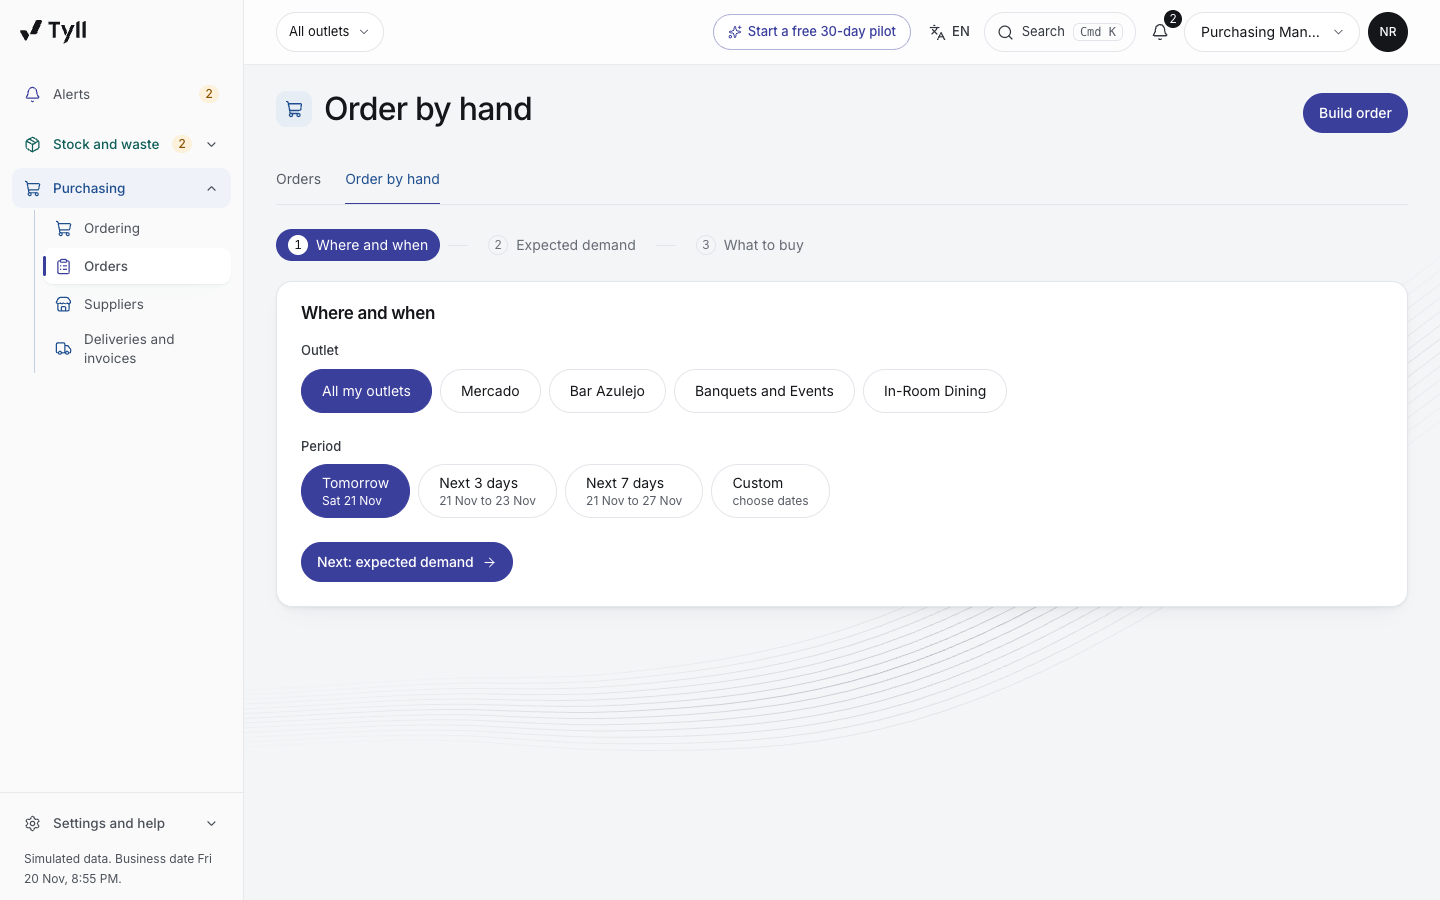 Tyll
All outlets
Start a free 30-day pilot
EN
Search
Cmd K
2
Purchasing Man...
NR
Alerts
2
Stock and waste
2
Purchasing
Ordering
Orders
Suppliers
Deliveries and
invoices
Settings and help
Simulated data. Business date Fri
20 Nov, 8:55 PM.
Order by hand
Build order
Orders
Order by hand
1 Where and when
2 Expected demand
3 What to buy
Where and when
Outlet
All my outlets
Mercado
Bar Azulejo
Banquets and Events
In-Room Dining
Period
Tomorrow
Sat 21 Nov
Next 3 days
21 Nov to 23 Nov
Next 7 days
21 Nov to 27 Nov
Custom
choose dates
Next: expected demand